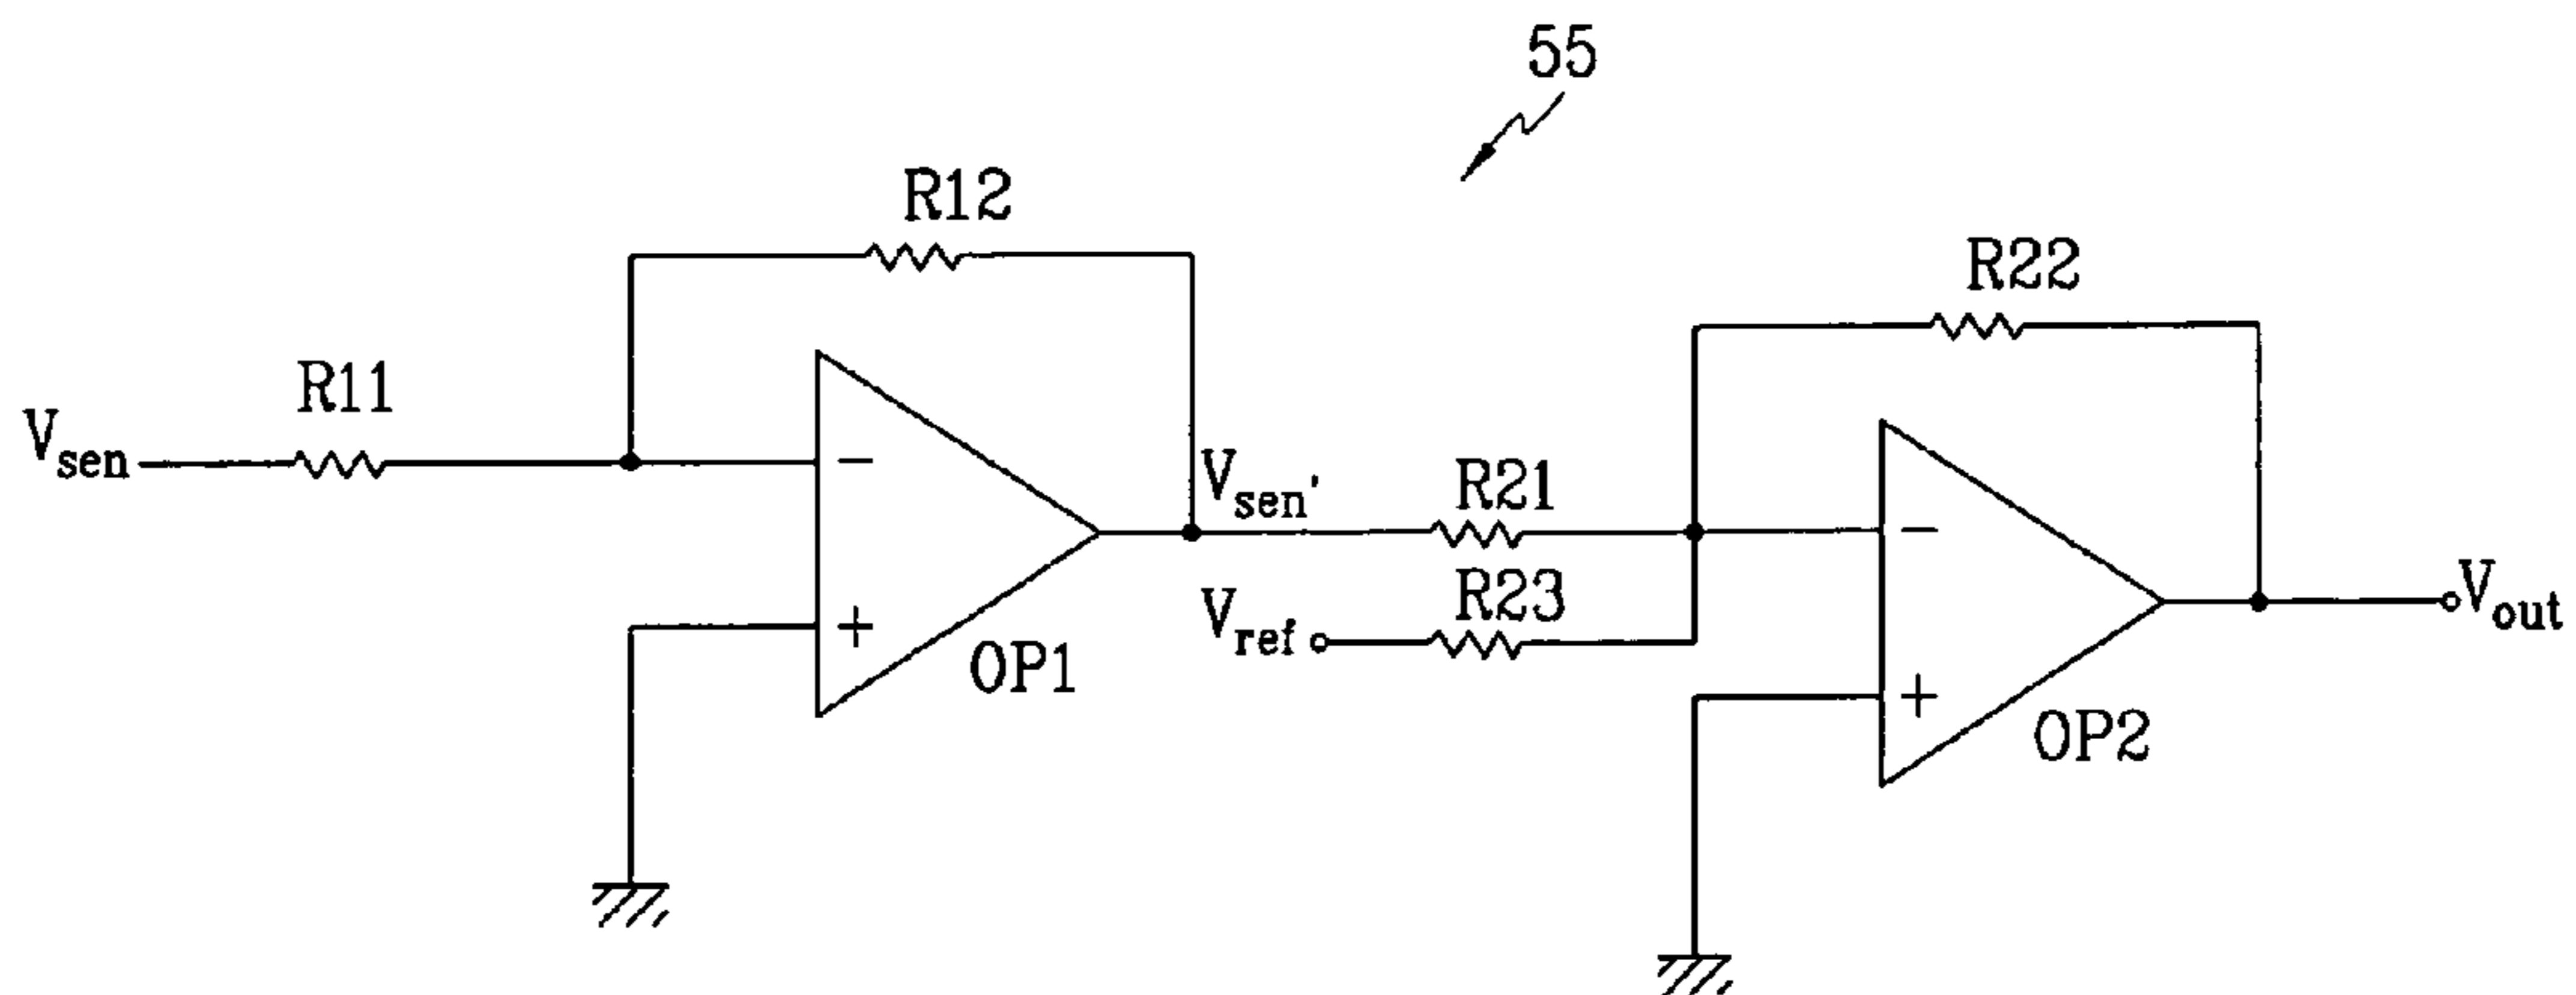 55
R12
R22
R11
Vsen
Vsen'
R21
R23
Vref
Vout
OP1
OP2
−
+
−
+